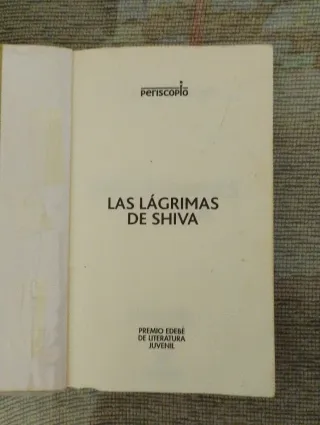 periscopio
LAS LÁGRIMAS
DE SHIVA
PREMIO EDEBÉ
DE LITERATURA
JUVENIL